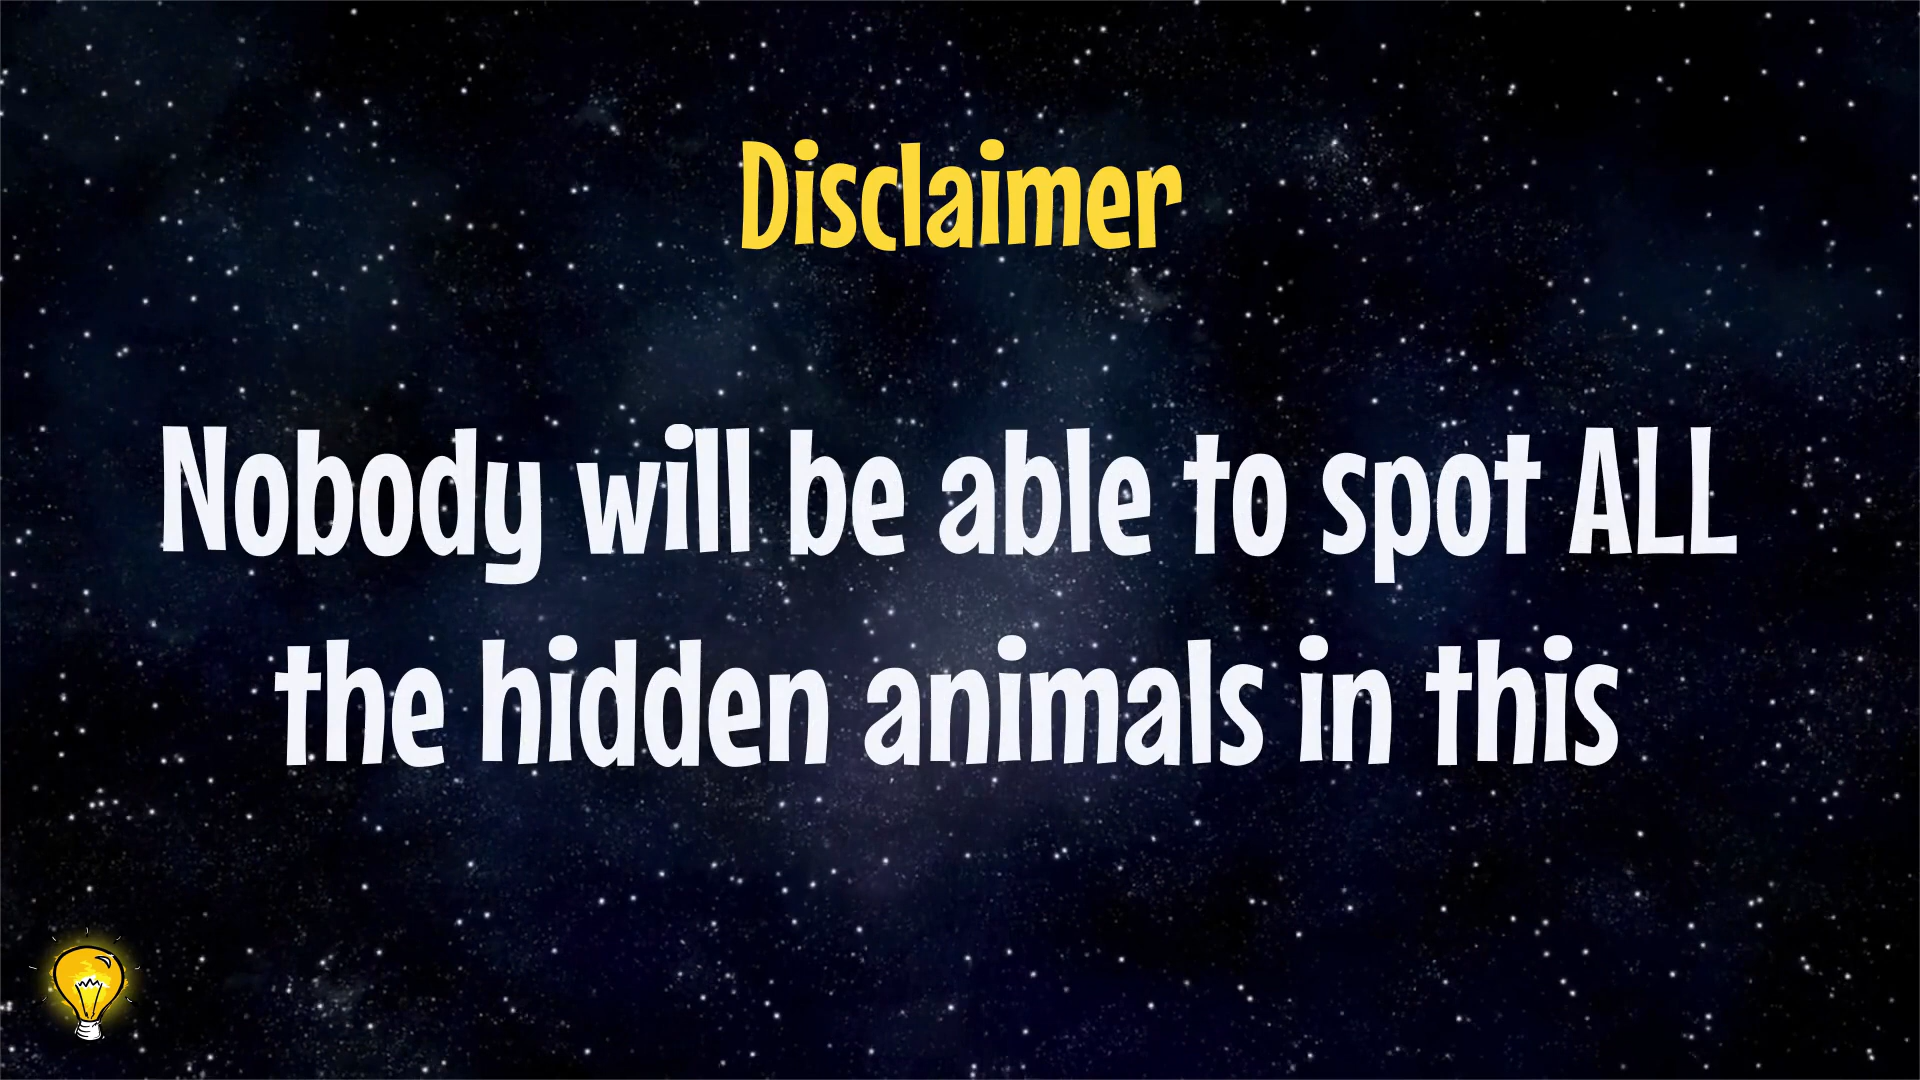 Disclaimer
Nobody will be able to spot ALL
the hidden animals in this